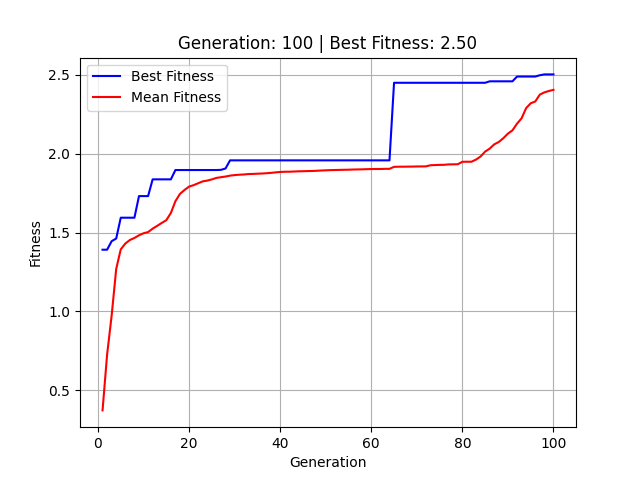 Generation: 100 | Best Fitness: 2.50
Best Fitness
Mean Fitness
2.5
2.0
1.5
1.0
0.5
Fitness
0 20 40 60 80 100
Generation